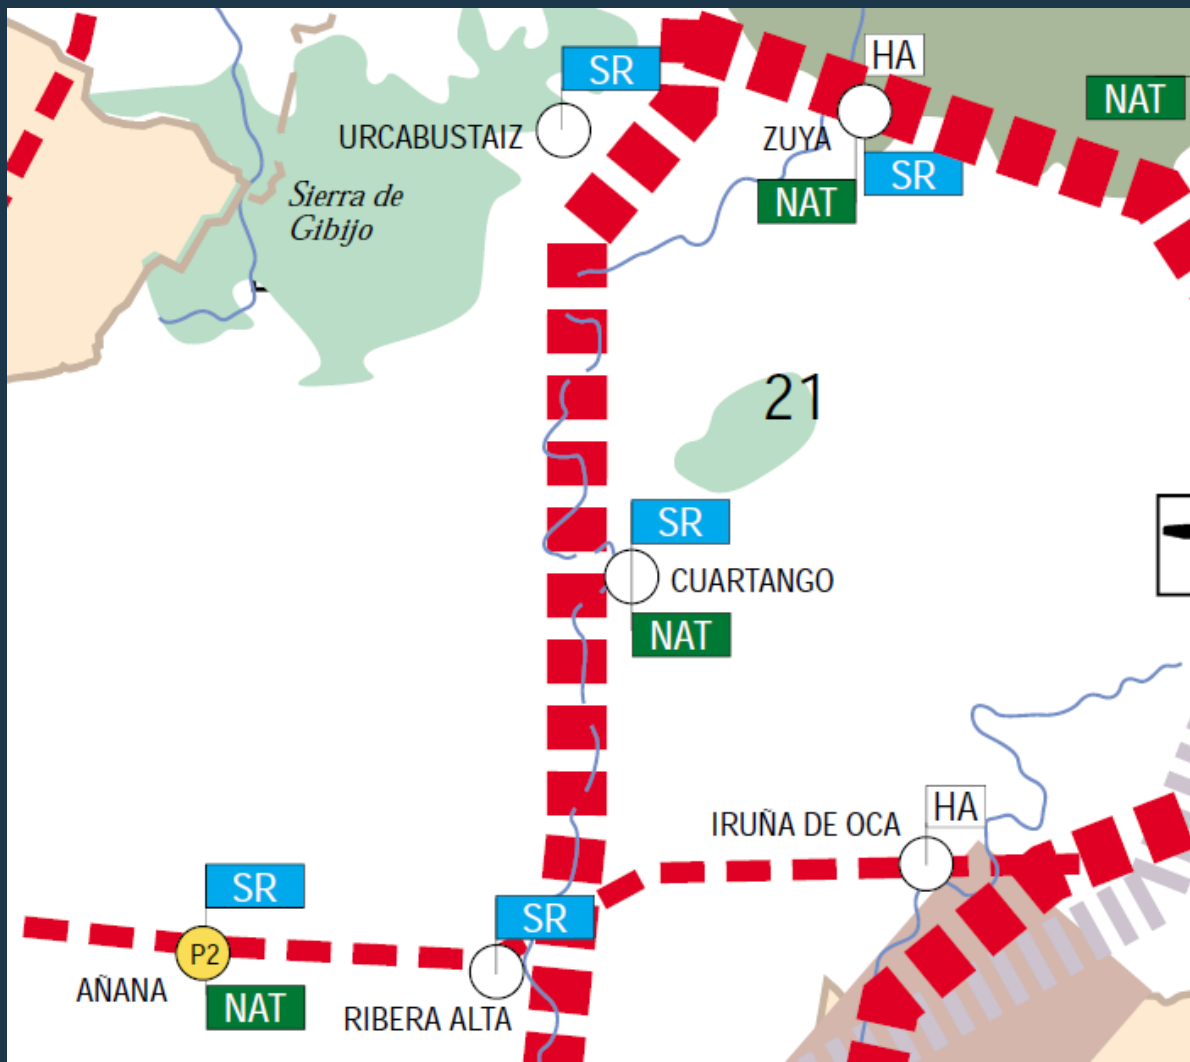 SR
HA
NAT
URCABUSTAIZ
ZUYA
SR
NAT
Sierra de
Gibijo
21
SR
CUARTANGO
NAT
IRUÑA DE OCA
HA
SR
SR
P2
AÑANA
NAT
RIBERA ALTA